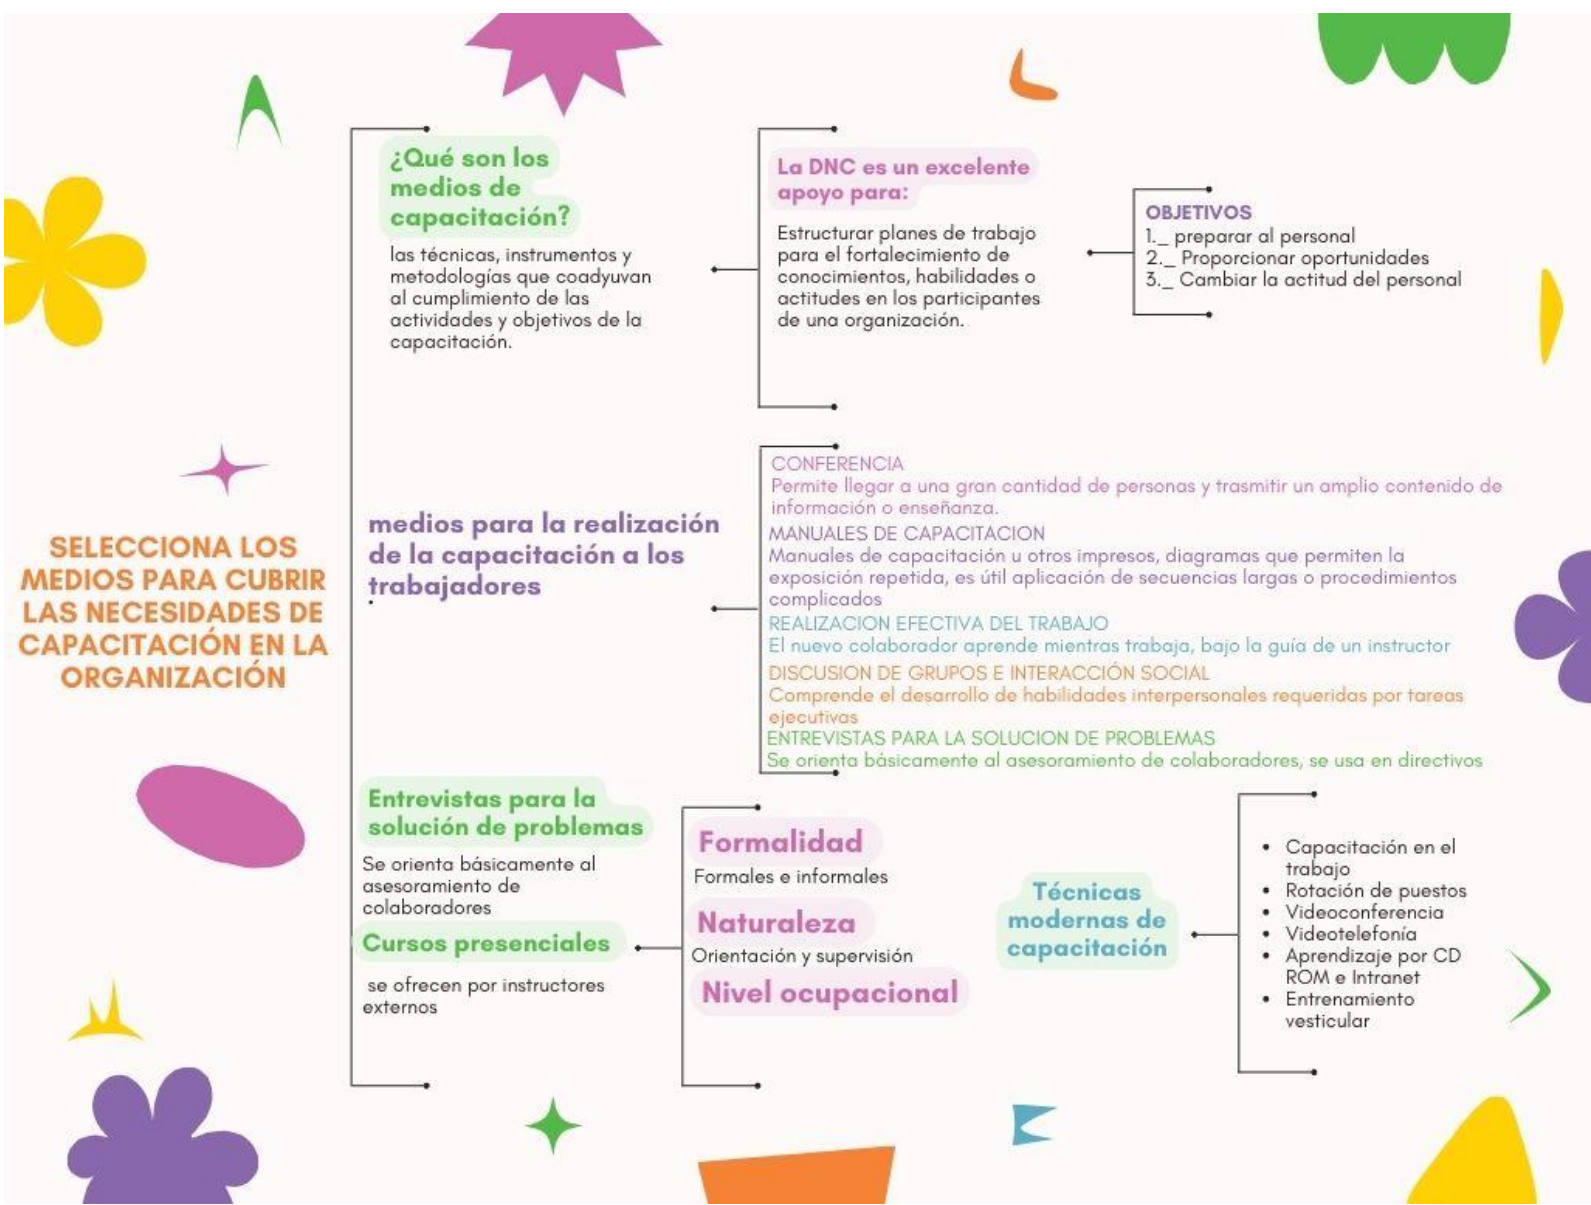 SELECCIONA LOS
MEDIOS PARA CUBRIR
LAS NECESIDADES DE
CAPACITACIÓN EN LA
ORGANIZACIÓN
¿Qué son los
medios de
capacitación?
las técnicas, instrumentos y
metodologías que coadyuvan
al cumplimiento de las
actividades y objetivos de la
capacitación.
La DNC es un excelente
apoyo para:
Estructurar planes de trabajo
para el fortalecimiento de
conocimientos, habilidades o
actitudes en los participantes
de una organización.
OBJETIVOS
1._ preparar al personal
2._ Proporcionar oportunidades
3._ Cambiar la actitud del personal
medios para la realización
de la capacitación a los
trabajadores
.
CONFERENCIA
Permite llegar a una gran cantidad de personas y trasmitir un amplio contenido de
información o enseñanza.
MANUALES DE CAPACITACION
Manuales de capacitación u otros impresos, diagramas que permiten la
exposición repetida, es útil aplicación de secuencias largas o procedimientos
complicados
REALIZACION EFECTIVA DEL TRABAJO
El nuevo colaborador aprende mientras trabaja, bajo la guía de un instructor
DISCUSION DE GRUPOS E INTERACCIÓN SOCIAL
Comprende el desarrollo de habilidades interpersonales requeridas por tareas
ejecutivas
ENTREVISTAS PARA LA SOLUCION DE PROBLEMAS
Se orienta básicamente al asesoramiento de colaboradores, se usa en directivos
Entrevistas para la
solución de problemas
Se orienta básicamente al
asesoramiento de
colaboradores
Cursos presenciales
se ofrecen por instructores
externos
Formalidad
Formales e informales
Naturaleza
Orientación y supervisión
Nivel ocupacional
Técnicas
modernas de
capacitación
• Capacitación en el
trabajo
• Rotación de puestos
• Videoconferencia
• Videotelefonía
• Aprendizaje por CD
ROM e Intranet
• Entrenamiento
vesticular